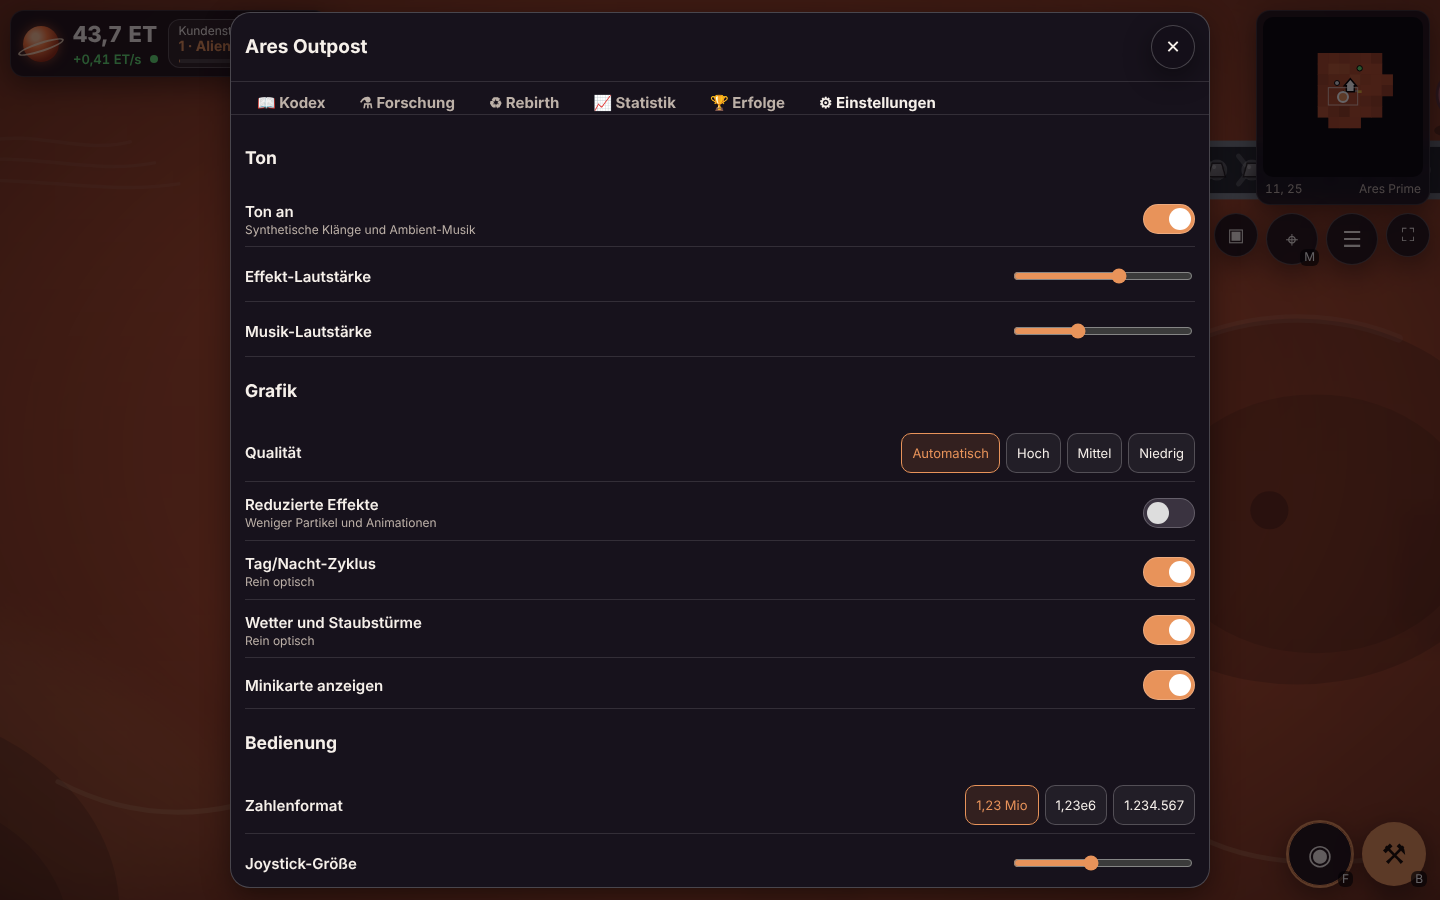 43,7 ET
+0,41 ET/s
1 · Alien
Ares Outpost
Kodex
Forschung
Rebirth
Statistik
Erfolge
Einstellungen
Ton
Ton an
Synthetische Klänge und Ambient-Musik
Effekt-Lautstärke
Musik-Lautstärke
Grafik
Qualität
Automatisch
Hoch
Mittel
Niedrig
Reduzierte Effekte
Weniger Partikel und Animationen
Tag/Nacht-Zyklus
Rein optisch
Wetter und Staubstürme
Rein optisch
Minikarte anzeigen
Bedienung
Zahlenformat
1,23 Mio
1,23e6
1.234.567
Joystick-Größe
11, 25
Ares Prime
M
F
B